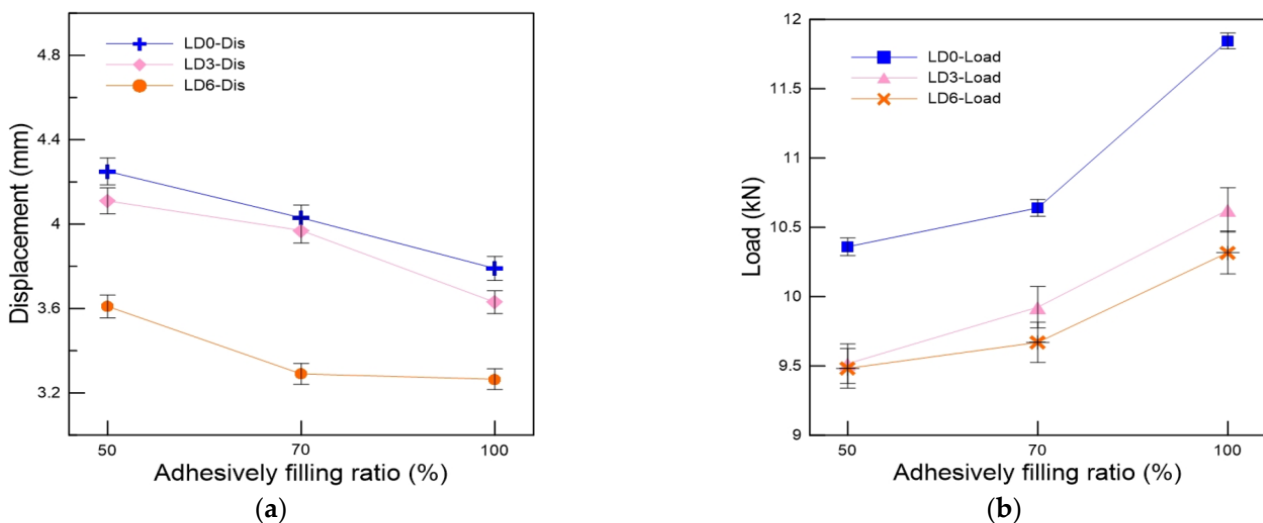 4.8
4.4
4
3.6
3.2
Displacement (mm)
LD0-Dis
LD3-Dis
LD6-Dis
50 70 100
Adhesively filling ratio (%)
(a)
12
11.5
11
10.5
10
9.5
9
Load (kN)
LD0-Load
LD3-Load
LD6-Load
50 70 100
Adhesively filling ratio (%)
(b)